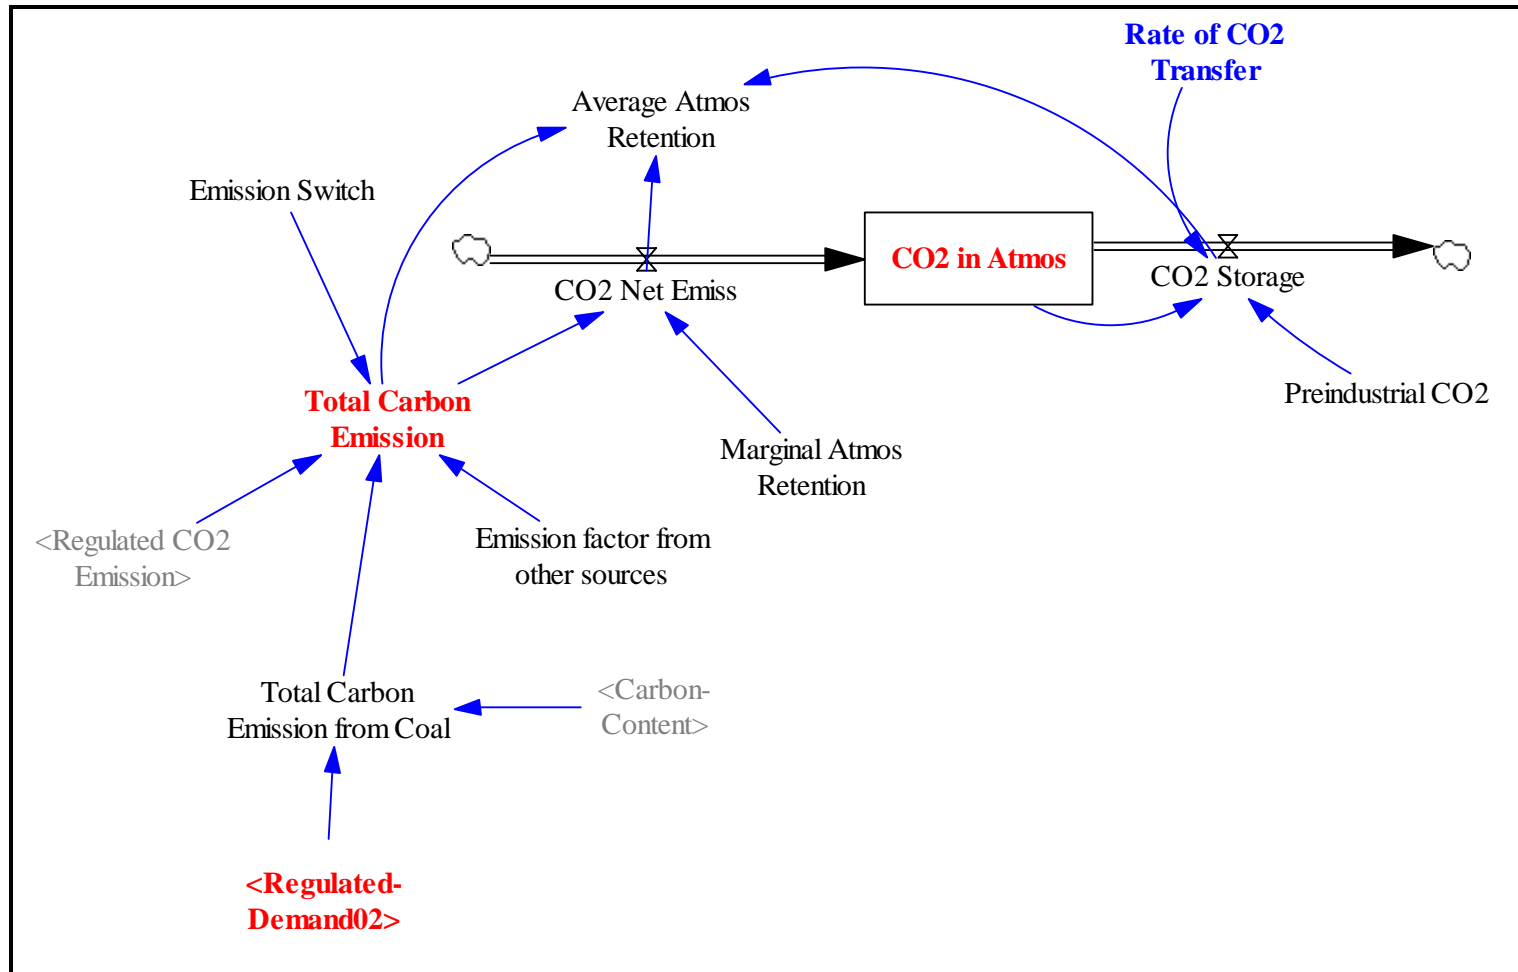 Rate of CO2
Transfer
Average Atmos
Retention
Emission Switch
CO2 in Atmos
CO2 Storage
CO2 Net Emiss
Preindustrial CO2
Total Carbon
Emission
Marginal Atmos
Retention
<Regulated CO2
Emission>
Emission factor from
other sources
Total Carbon
Emission from Coal
<Carbon-
Content>
<Regulated-
Demand02>